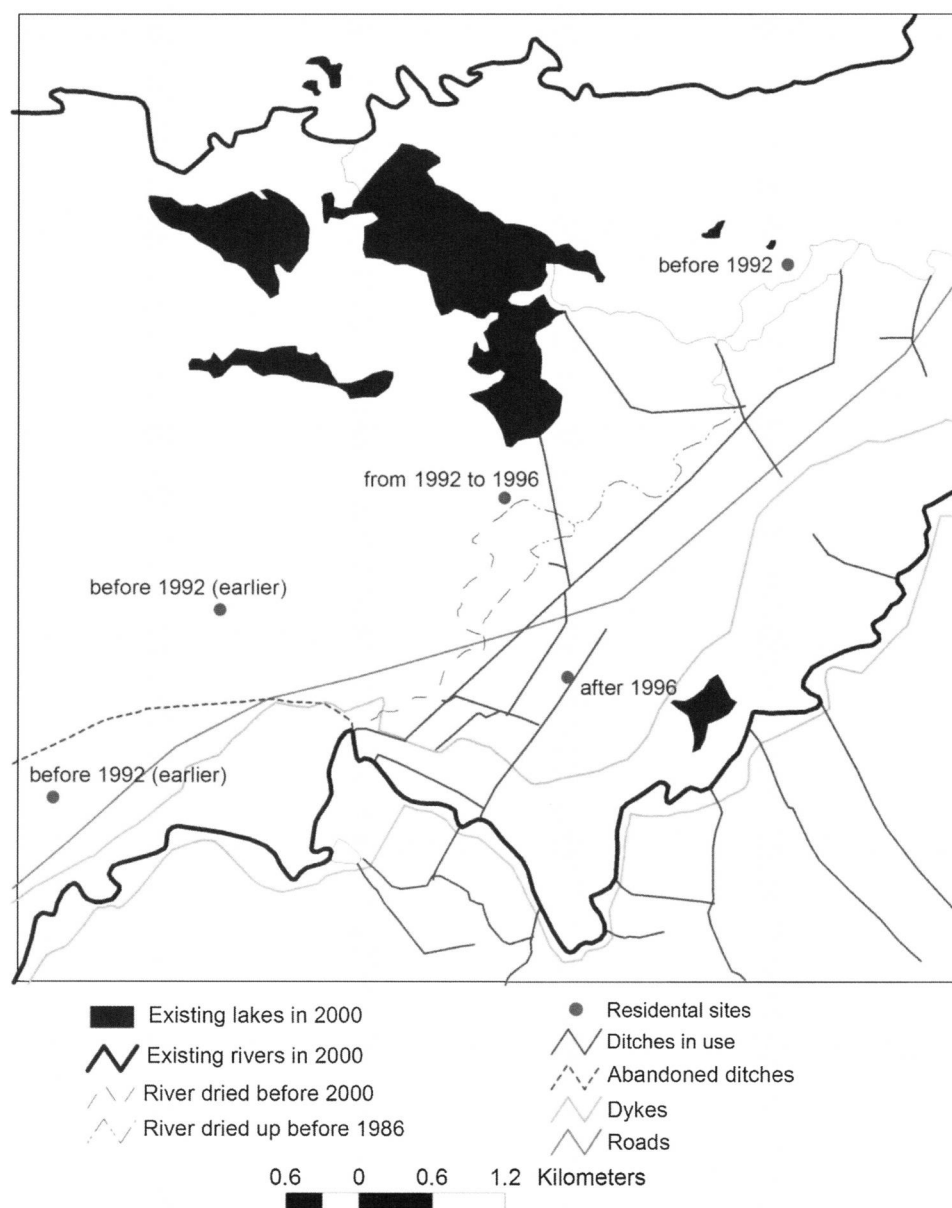 before 1992
from 1992 to 1996
before 1992 (earlier)
after 1996
before 1992 (earlier)
Existing lakes in 2000
Existing rivers in 2000
River dried before 2000
River dried up before 1986
Residental sites
Ditches in use
Abandoned ditches
Dykes
Roads
0.6 0 0.6 1.2 Kilometers